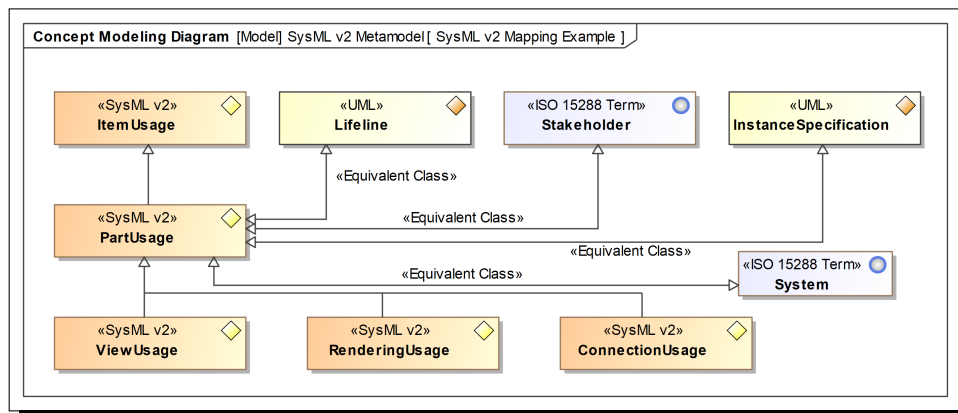 Concept Modeling Diagram [Model] SysML v2 Metamodel [ SysML v2 Mapping Example ]
«SysML v2»
ItemUsage
«UML»
Lifeline
«ISO 15288 Term»
Stakeholder
«UML»
InstanceSpecification
«Equivalent Class»
«SysML v2»
PartUsage
«Equivalent Class»
«Equivalent Class»
«Equivalent Class»
«ISO 15288 Term»
System
«SysML v2»
ViewUsage
«SysML v2»
RenderingUsage
«SysML v2»
ConnectionUsage